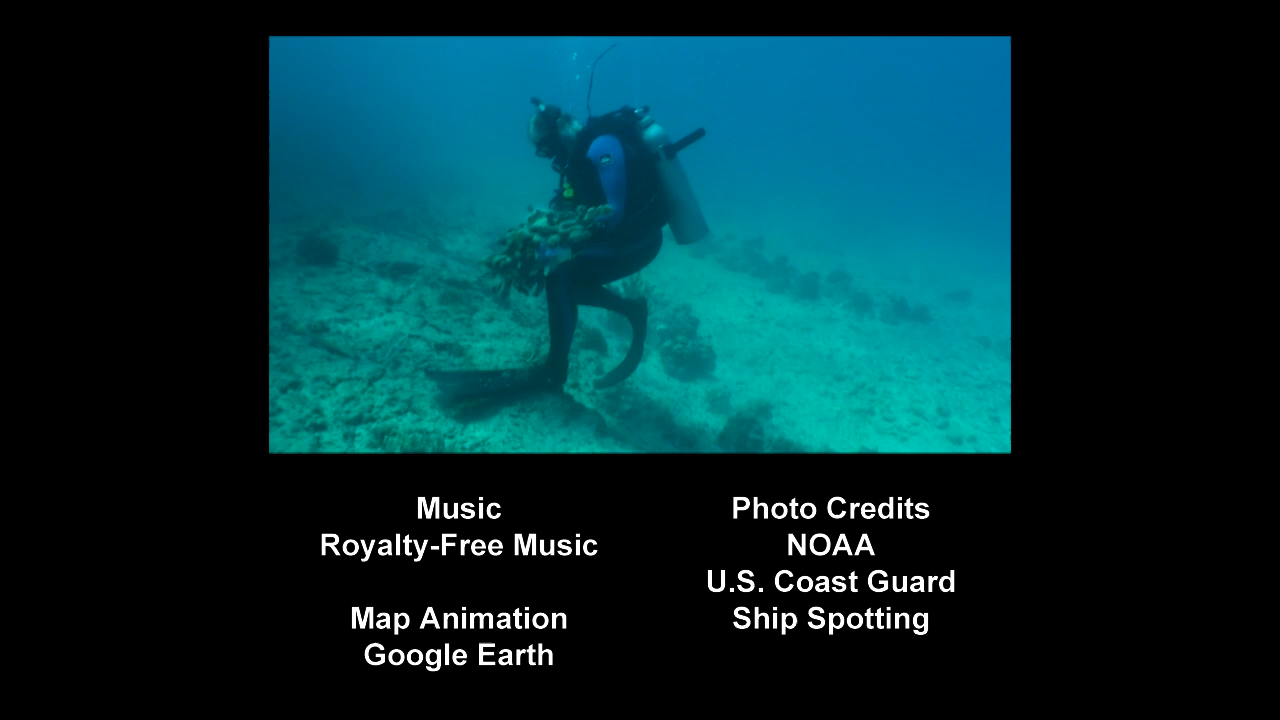 Music
Royalty-Free Music
Map Animation
Google Earth
Photo Credits
NOAA
U.S. Coast Guard
Ship Spotting